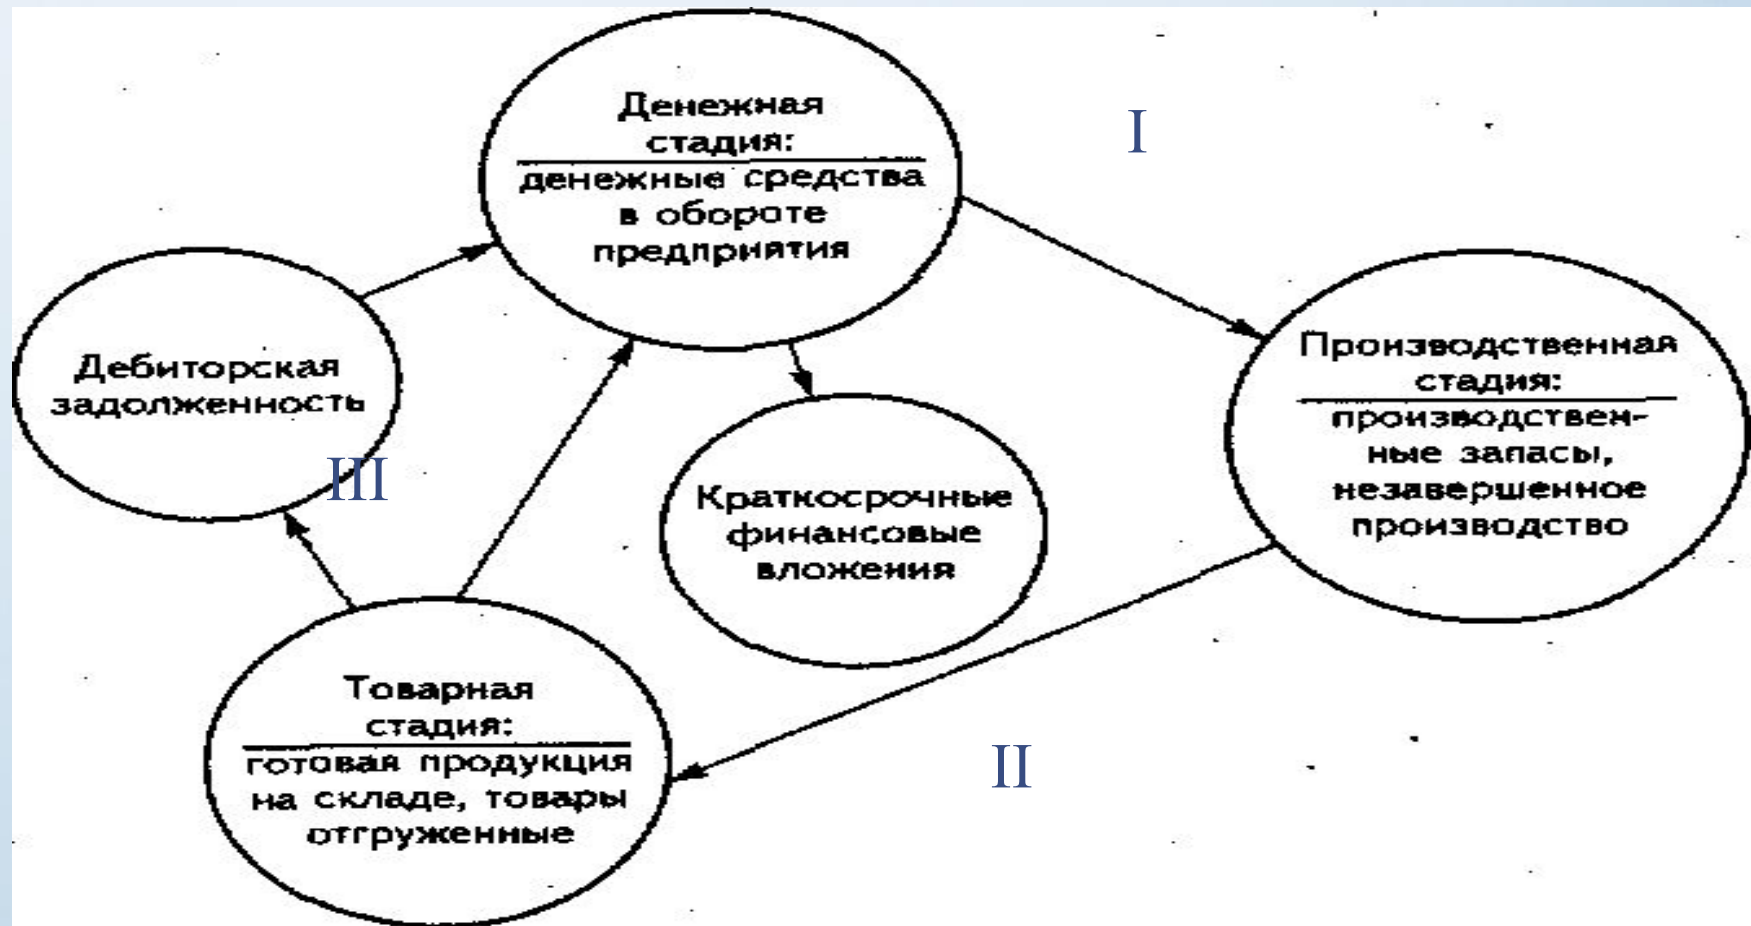 Денежная
стадия:
денежные средства
в обороте
предприятия
I
Производственная
стадия:
производствен-
ные запасы,
незавершенное
производство
Дебиторская
задолженность
III
Краткосрочные
финансовые
вложения
Товарная
стадия:
готовая продукция
на складе, товары
отгруженные
II